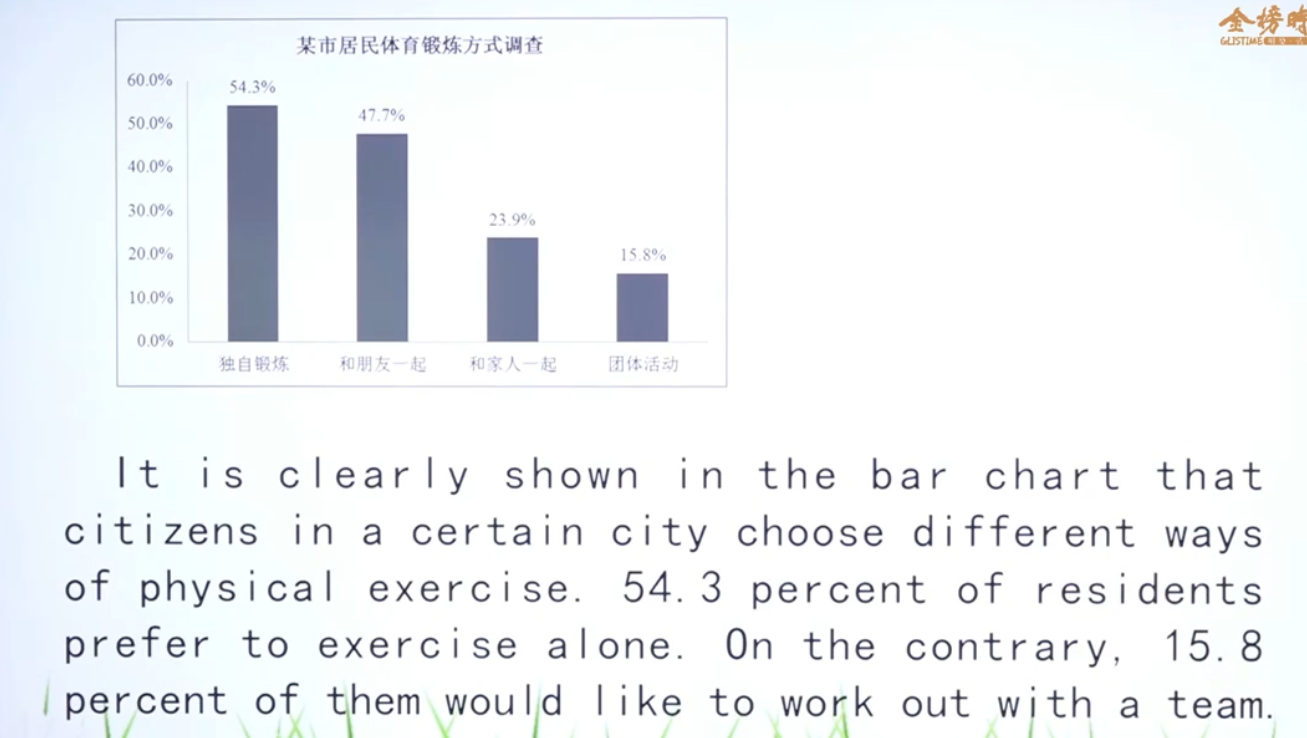 金榜時
GLISTIME
某市居民体育锻炼方式调查
60.0%
50.0%
40.0%
30.0%
20.0%
10.0%
0.0%
54.3%
47.7%
23.9%
15.8%
独自锻炼
和朋友一起
和家人一起
团体活动
It is clearly shown in the bar chart that
citizens in a certain city choose different ways
of physical exercise. 54.3 percent of residents
prefer to exercise alone. On the contrary, 15.8
percent of them would like to work out with a team.